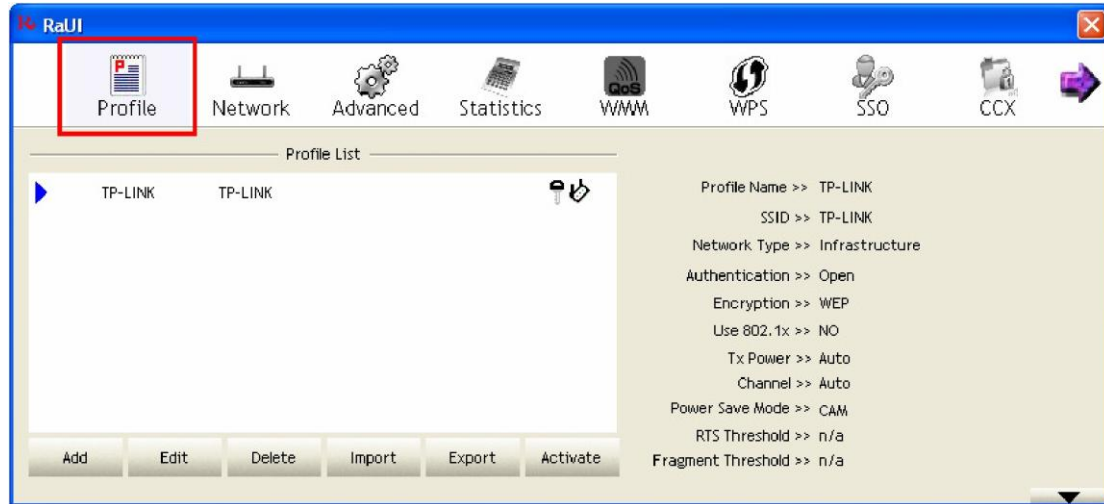 RaUI
Profile Network Advanced Statistics QoS WMM WPS SSO CCX
Profile List
TP-LINK TP-LINK
Add Edit Delete Import Export Activate
Profile Name >> TP-LINK
SSID >> TP-LINK
Network Type >> Infrastructure
Authentication >> Open
Encryption >> WEP
Use 802.1x >> NO
Tx Power >> Auto
Channel >> Auto
Power Save Mode >> CAM
RTS Threshold >> n/a
Fragment Threshold >> n/a